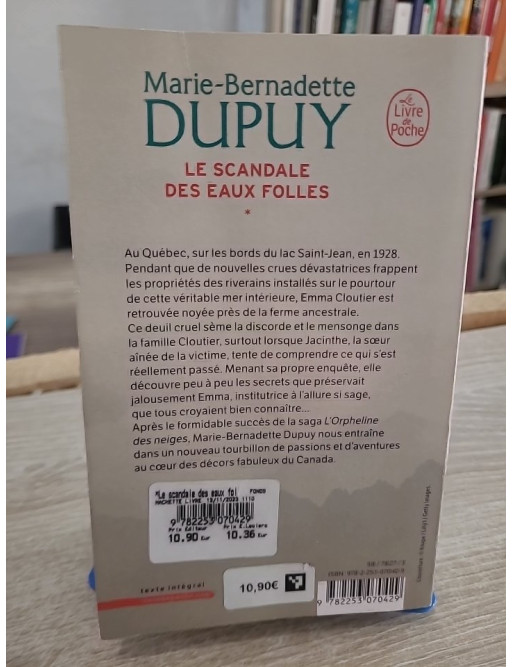 Marie-Bernadette
DUPUY
Le
Livre
de
Poche
LE SCANDALE
DES EAUX FOLLES
*
Au Québec, sur les bords du lac Saint-Jean, en 1928.
Pendant que de nouvelles crues dévastatrices frappent
les propriétés des riverains installés sur le pourtour
de cette véritable mer intérieure, Emma Cloutier est
retrouvée noyée près de la ferme ancestrale.
Ce deuil cruel sème la discorde et le mensonge dans
la famille Cloutier, surtout lorsque Jacinthe, la sœur
aînée de la victime, tente de comprendre ce qui s'est
réellement passé. Menant sa propre enquête, elle
découvre peu à peu les secrets que préservait
jalousement Emma, institutrice à l'allure si sage,
que tous croyaient bien connaître...
Après le formidable succès de la saga L'Orpheline
des neiges, Marie-Bernadette Dupuy nous entraîne
dans un nouveau tourbillon de passions et d'aventures
au cœur des décors fabuleux du Canada.
*Le scandale des eaux fol FONDS
HACHETTE LIVRE
9 782253 070429
Prix Editeur
10.90 Eur 10.36 Eur
texte intégral
10,90€
9 782253 070429